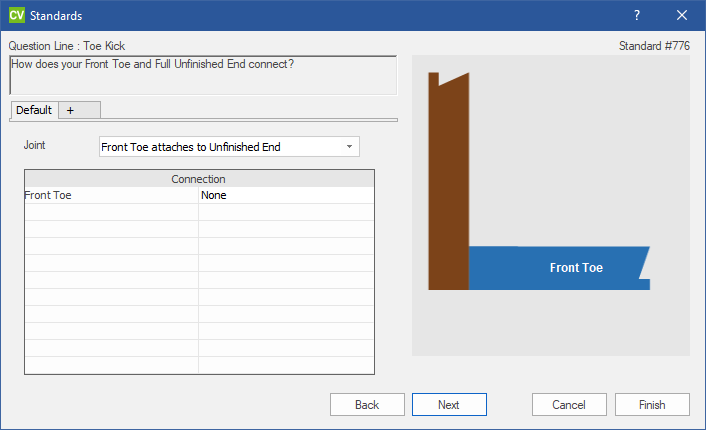 CV Standards ?
Question Line : Toe Kick Standard #776
How does your Front Toe and Full Unfinished End connect?
Default +
Joint Front Toe attaches to Unfinished End
Connection
Front Toe None
Front Toe
Back Next Cancel Finish